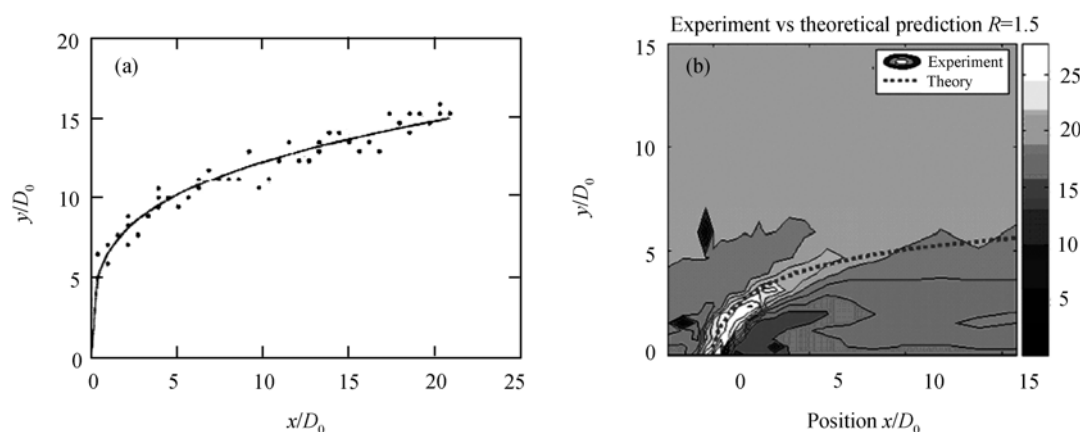 20
(a)
15
y/D0
10
5
0
0 5 10 15 20 25
x/D0
Experiment vs theoretical prediction R=1.5
15
(b)
Experiment
Theory
10
y/D0
5
0
0 5 10 15
Position x/D0
25
20
15
10
5